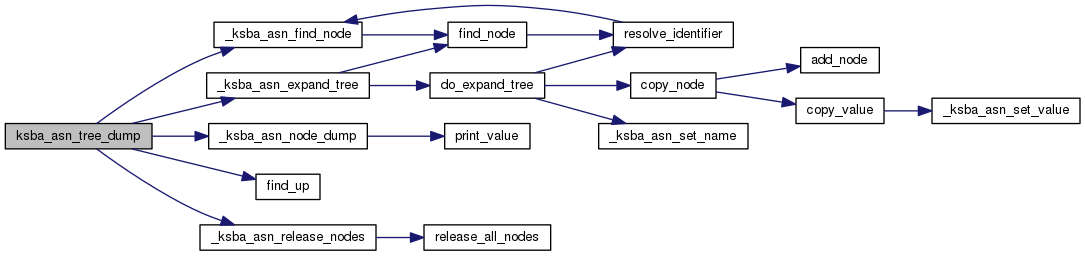 _ksba_asn_find_node
find_node
resolve_identifier
add_node
_ksba_asn_expand_tree
do_expand_tree
copy_node
copy_value
_ksba_asn_set_value
ksba_asn_tree_dump
_ksba_asn_node_dump
print_value
_ksba_asn_set_name
find_up
_ksba_asn_release_nodes
release_all_nodes